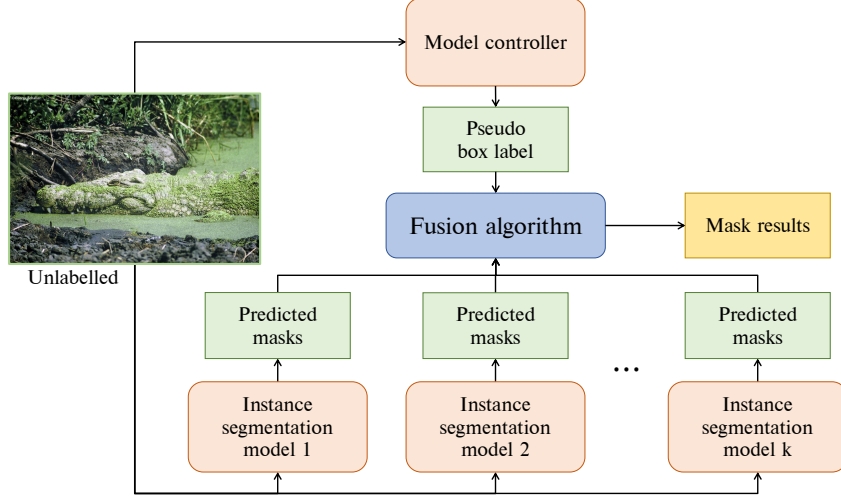 Model controller
Pseudo
box label
Fusion algorithm
Mask results
Unlabelled
Predicted
masks
Predicted
masks
...
Predicted
masks
Instance
segmentation
model 1
Instance
segmentation
model 2
Instance
segmentation
model k